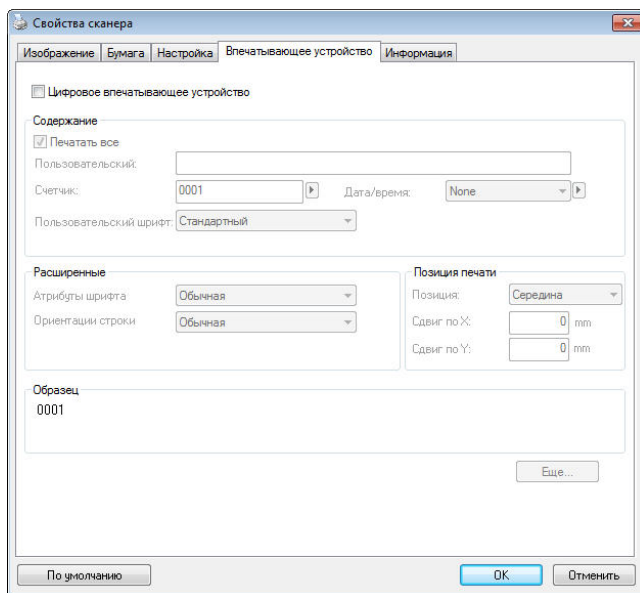 Свойства сканера
Изображение Бумага Настройка Впечатывающее устройство Информация
Цифровое впечатывающее устройство
Содержание
Печатать все
Пользовательский:
Счетчик: 0001 Дата/время: None
Пользовательский шрифт: Стандартный
Расширенные Позиция печати
Атрибуты шрифта Обычная Позиция: Середина
Ориентации строки Обычная Сдвиг по X: 0 mm
Сдвиг по Y: 0 mm
Образец
0001
Еще...
По умолчанию OK Отменить